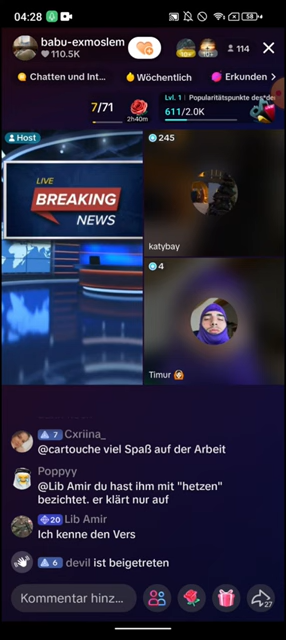 04:28
58
babu-exmoslem
110.5K
114
Chatten und Int...
Wöchentlich
Erkunden
7/71
2h40m
Lvl. 1 | Popularitätspunkte des
611/2.0K
Host
LIVE
BREAKING
NEWS
245
katybay
4
Timur
7 Cxriina_
@cartouche viel Spaß auf der Arbeit
Poppyy
@Lib Amir du hast ihm mit "hetzen"
bezichtet. er klärt nur auf
20 Lib Amir
Ich kenne den Vers
6 devil ist beigetreten
Kommentar hinz...
27